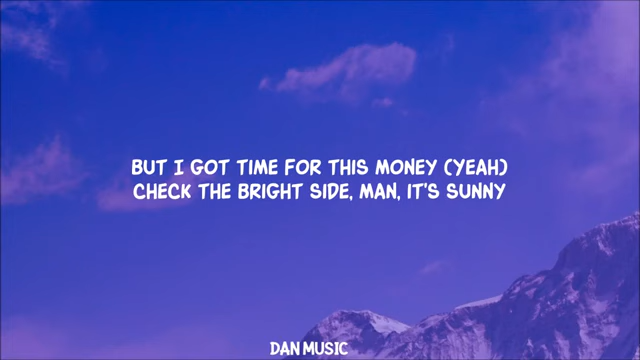 BUT I GOT TIME FOR THIS MONEY (YEAH)
CHECK THE BRIGHT SIDE, MAN, IT'S SUNNY
DAN MUSIC